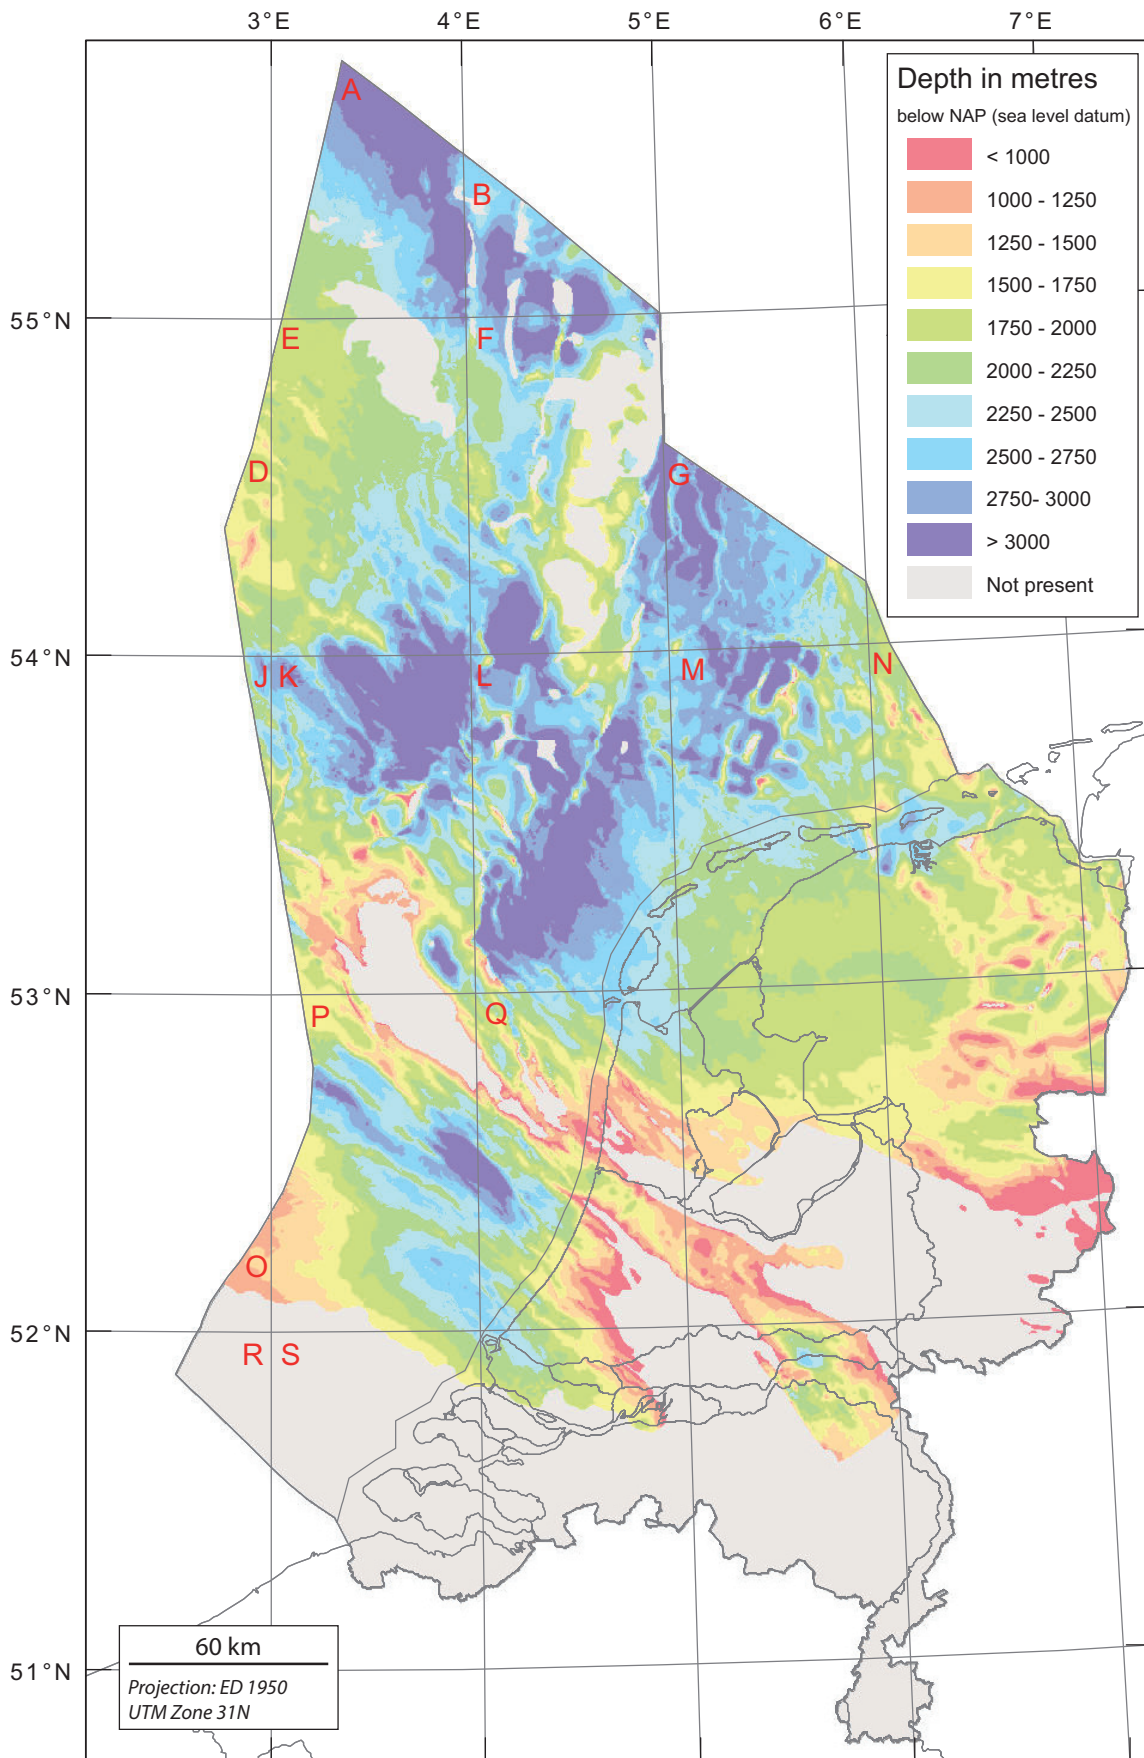 3°E 4°E 5°E 6°E 7°E
Depth in metres
below NAP (sea level datum)
< 1000
1000 - 1250
1250 - 1500
1500 - 1750
1750 - 2000
2000 - 2250
2250 - 2500
2500 - 2750
2750- 3000
> 3000
Not present
A
B
55°N
E F
D G
54°N
J K L M N
53°N
P Q
O
52°N
R S
60 km
Projection: ED 1950
UTM Zone 31N
51°N